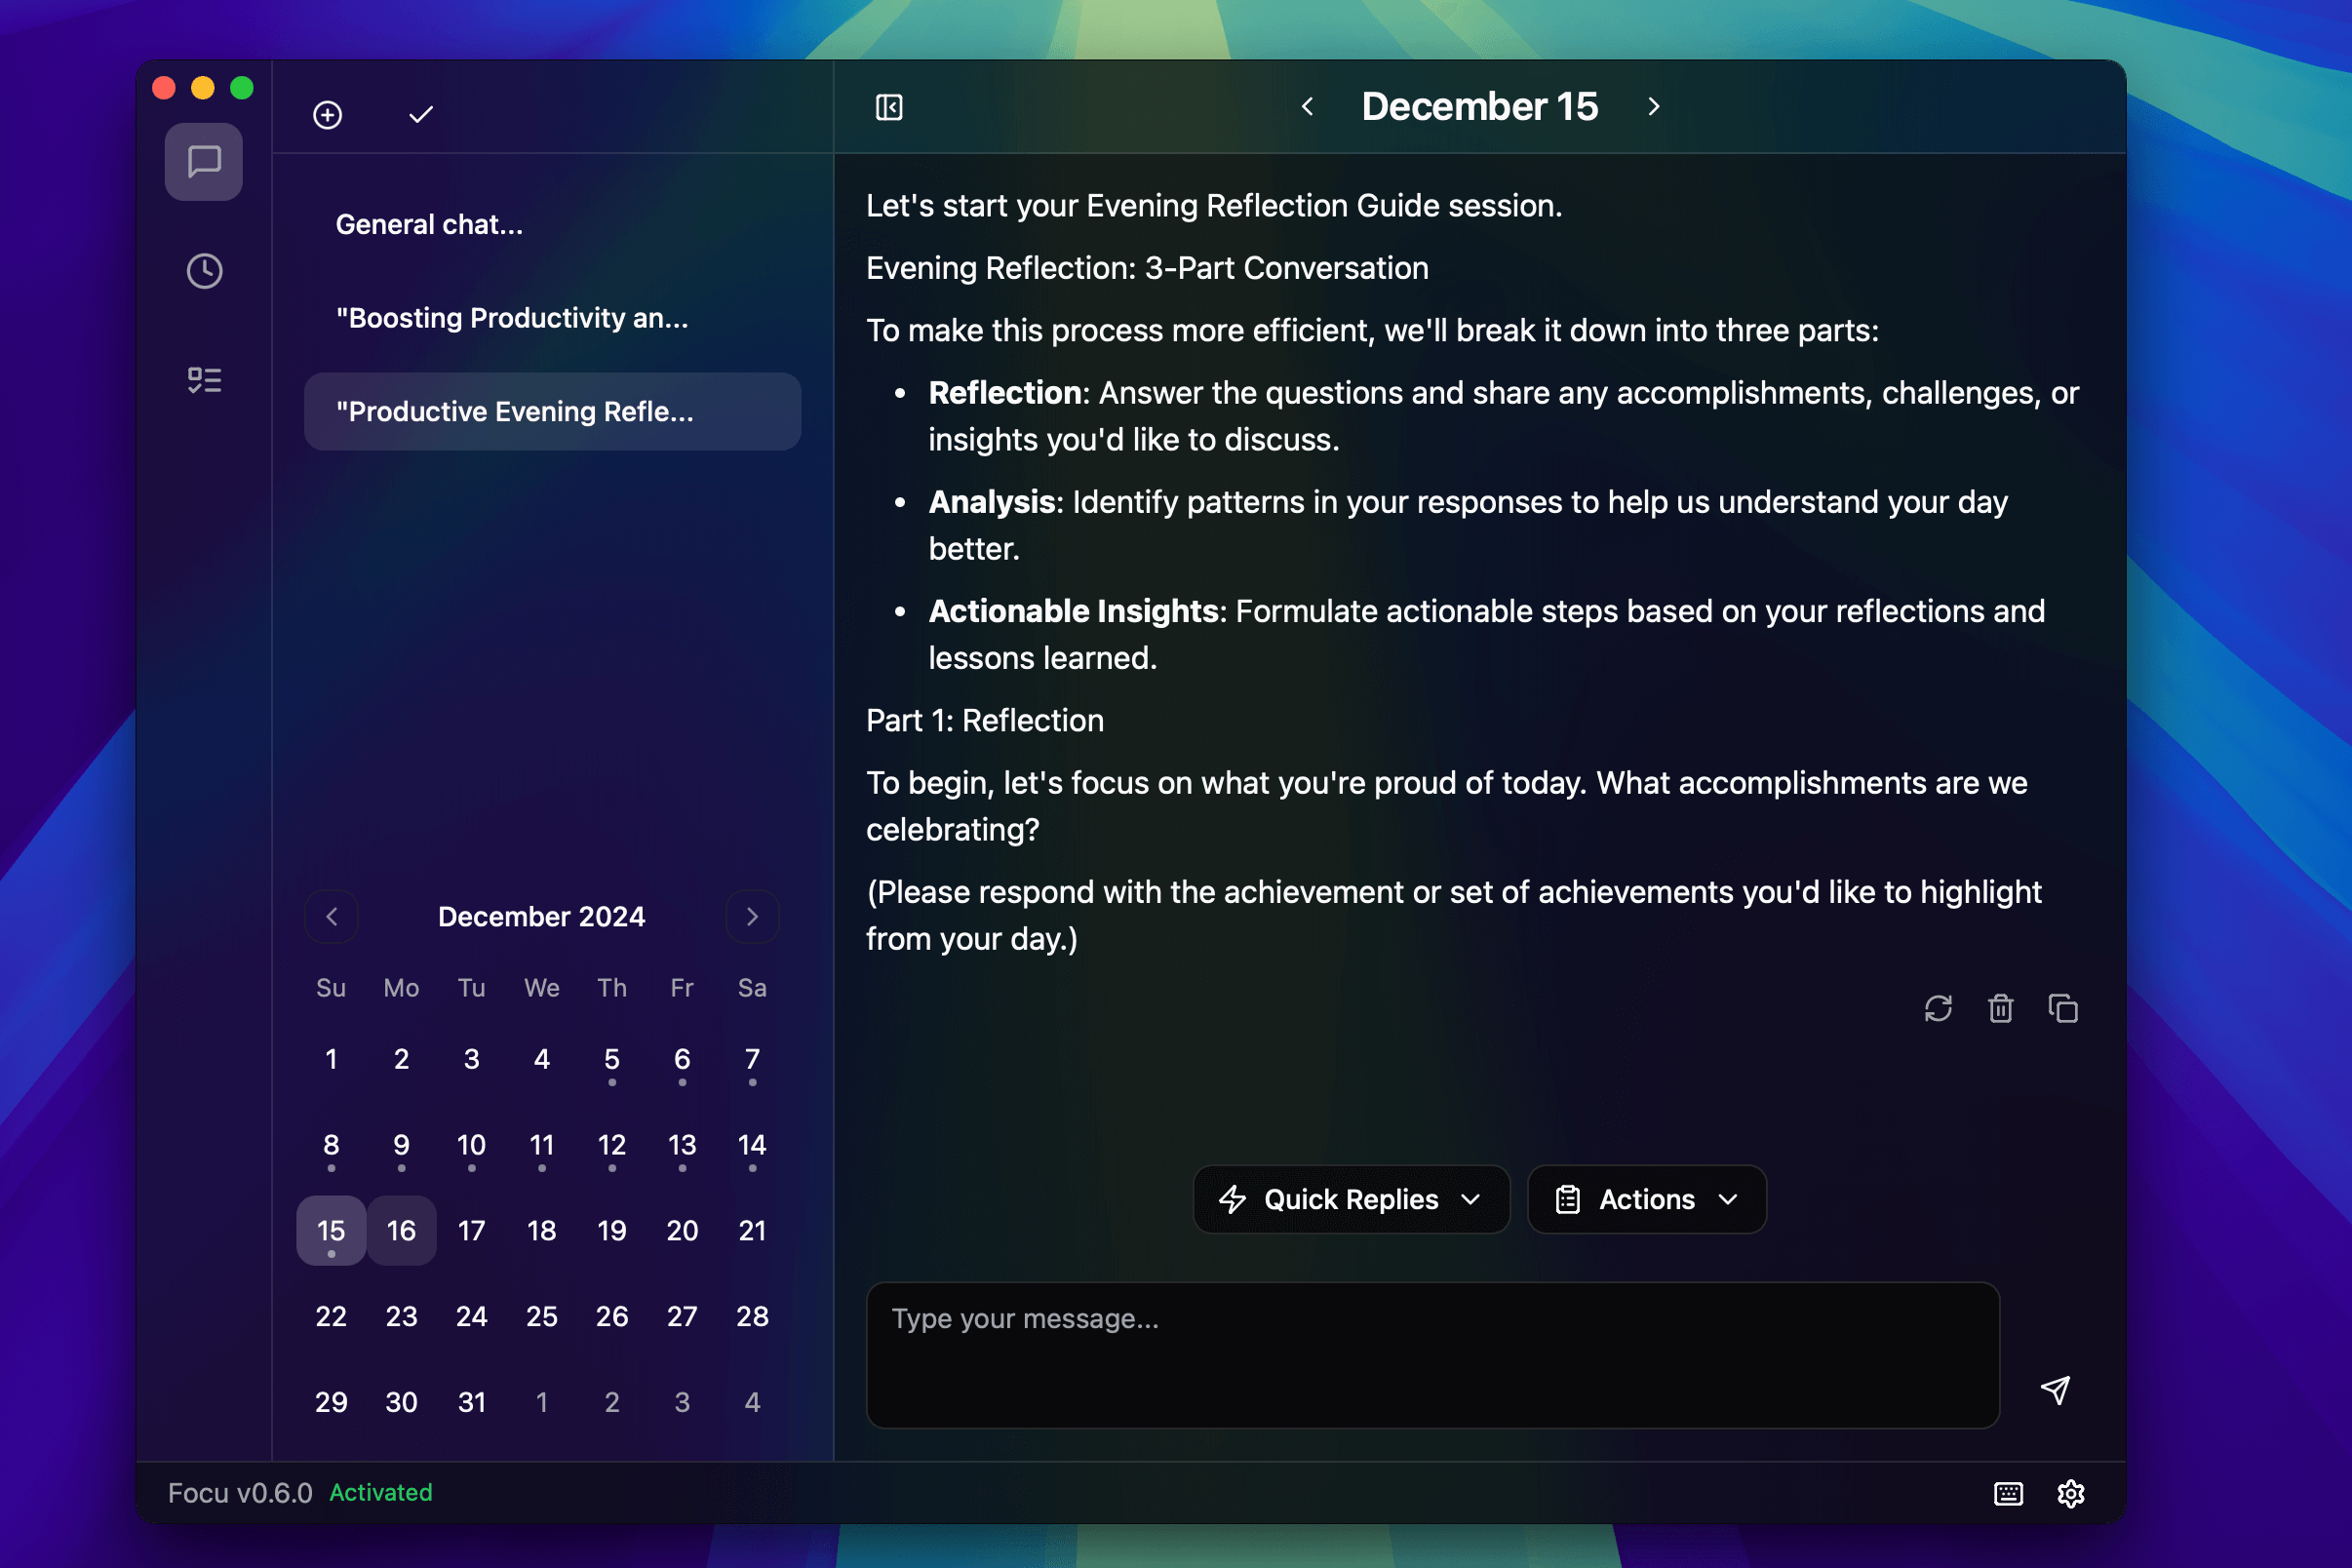 December 15
General chat...
"Boosting Productivity an...
"Productive Evening Refle...
December 2024
Su Mo Tu We Th Fr Sa
1 2 3 4 5 6 7
8 9 10 11 12 13 14
15 16 17 18 19 20 21
22 23 24 25 26 27 28
29 30 31 1 2 3 4
Let's start your Evening Reflection Guide session.
Evening Reflection: 3-Part Conversation
To make this process more efficient, we'll break it down into three parts:
• Reflection: Answer the questions and share any accomplishments, challenges, or
insights you'd like to discuss.
• Analysis: Identify patterns in your responses to help us understand your day
better.
• Actionable Insights: Formulate actionable steps based on your reflections and
lessons learned.
Part 1: Reflection
To begin, let's focus on what you're proud of today. What accomplishments are we
celebrating?
(Please respond with the achievement or set of achievements you'd like to highlight
from your day.)
Quick Replies Actions
Type your message...
Focu v0.6.0 Activated